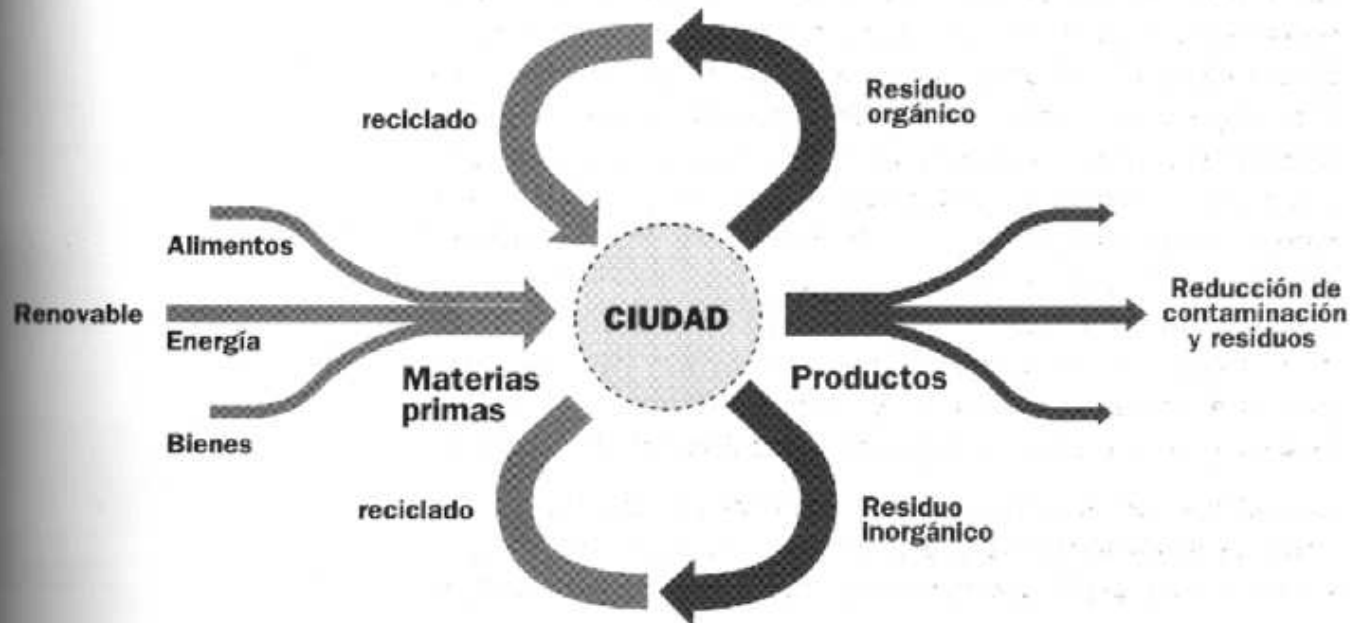 Residuo
orgánico
reciclado
Alimentos
Renovable
Energía
Bienes
CIUDAD
Materias
primas
Productos
Reducción de
contaminación
y residuos
reciclado
Residuo
Inorgánico